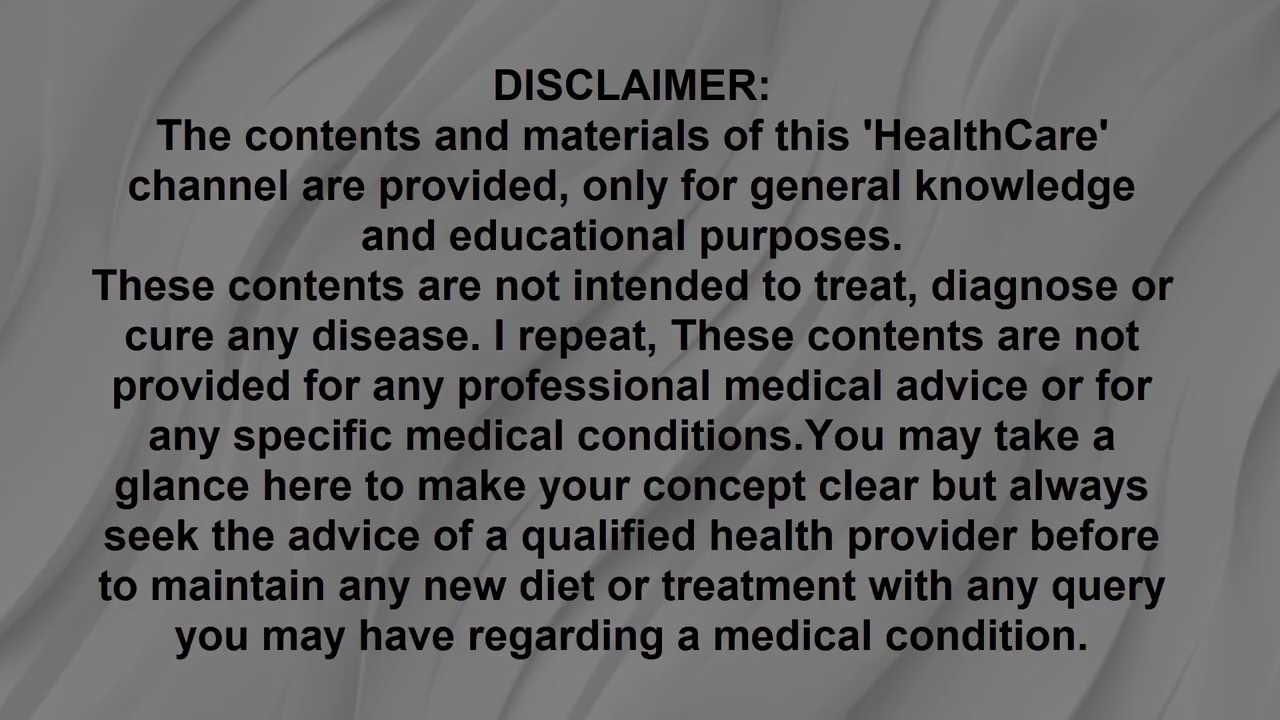 DISCLAIMER:
The contents and materials of this 'HealthCare'
channel are provided, only for general knowledge
and educational purposes.
These contents are not intended to treat, diagnose or
cure any disease. I repeat, These contents are not
provided for any professional medical advice or for
any specific medical conditions.You may take a
glance here to make your concept clear but always
seek the advice of a qualified health provider before
to maintain any new diet or treatment with any query
you may have regarding a medical condition.